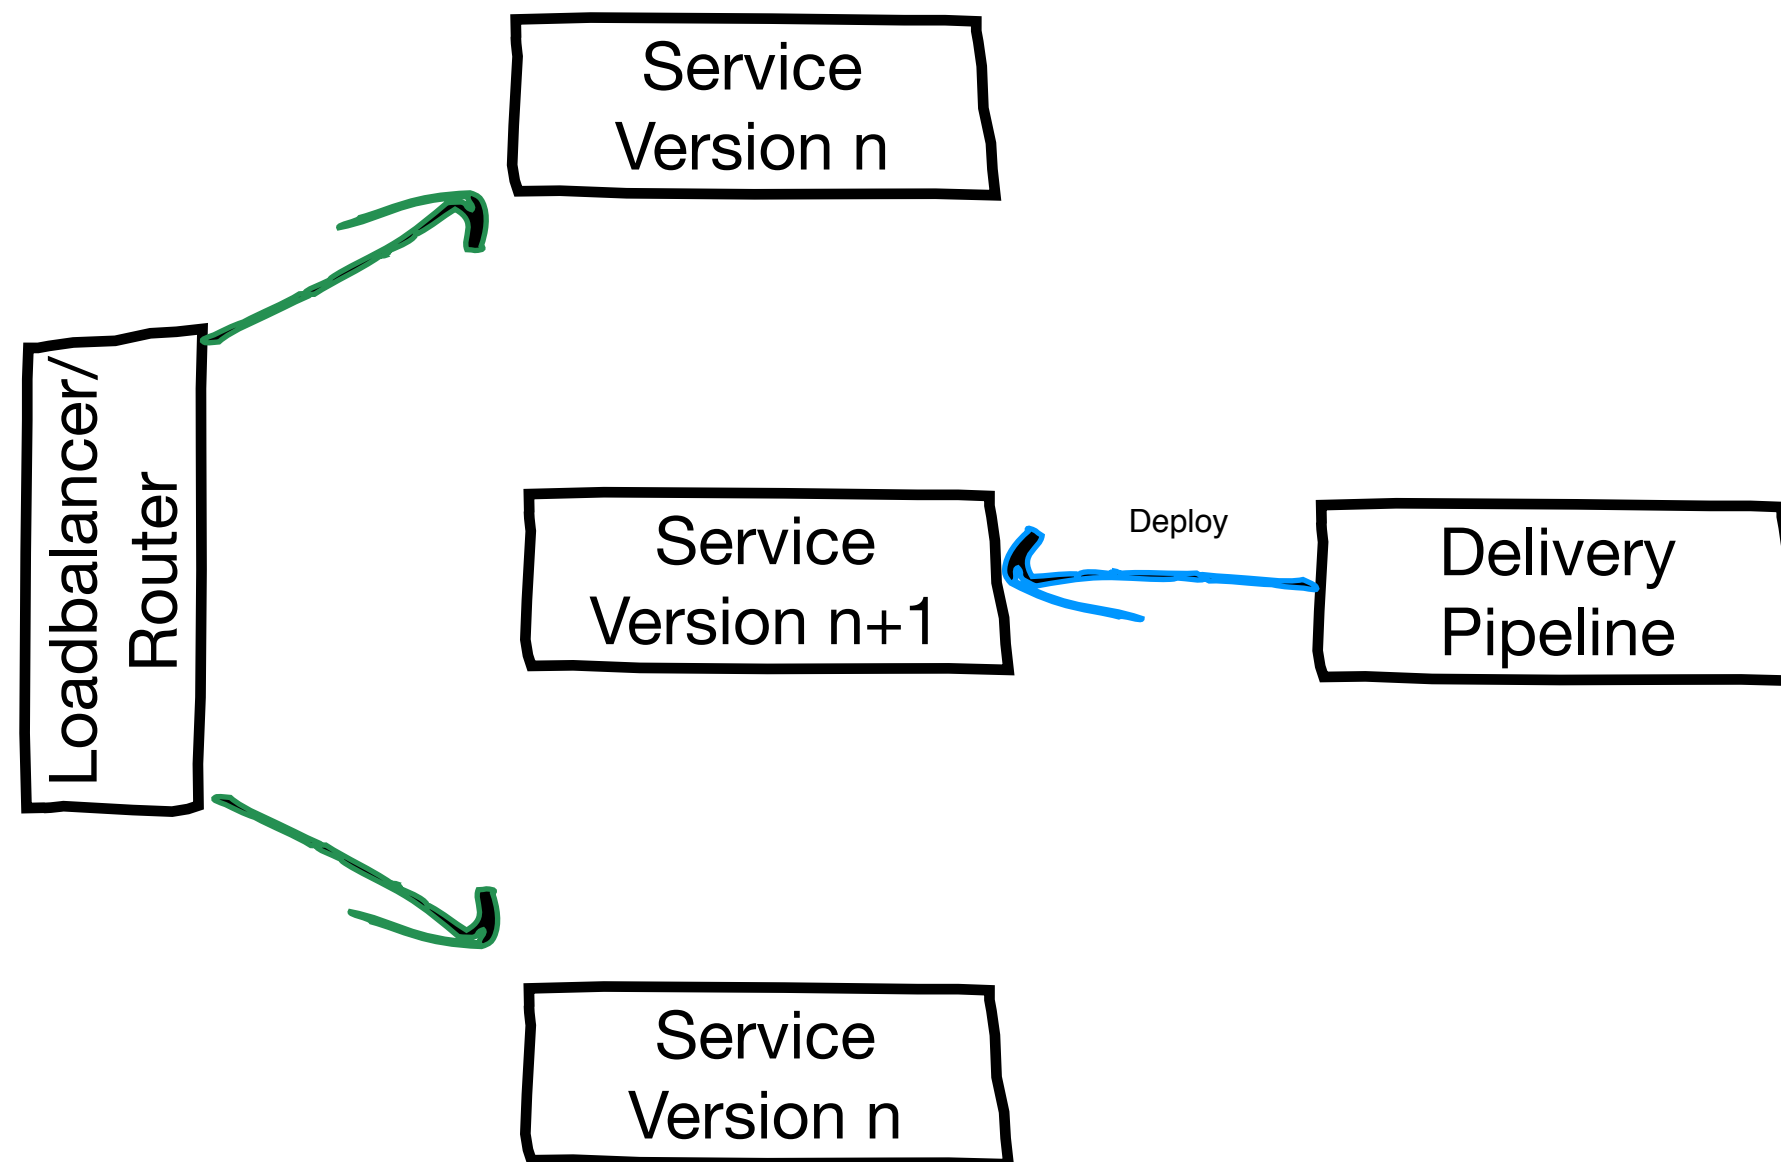 Service
Version n
Loadbalancer/
Router
Service
Version n+1
Deploy
Delivery
Pipeline
Service
Version n